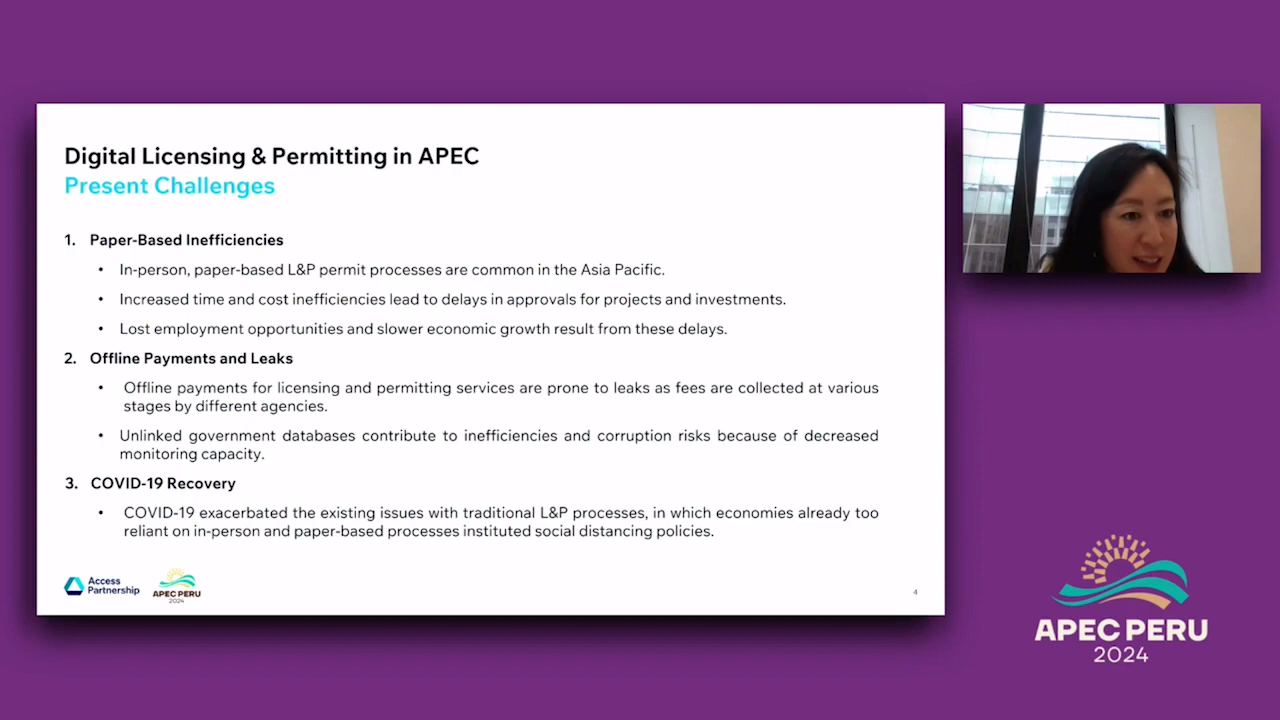 Digital Licensing & Permitting in APEC
Present Challenges
1. Paper-Based Inefficiencies
• In-person, paper-based L&P permit processes are common in the Asia Pacific.
• Increased time and cost inefficiencies lead to delays in approvals for projects and investments.
• Lost employment opportunities and slower economic growth result from these delays.
2. Offline Payments and Leaks
• Offline payments for licensing and permitting services are prone to leaks as fees are collected at various
stages by different agencies.
• Unlinked government databases contribute to inefficiencies and corruption risks because of decreased
monitoring capacity.
3. COVID-19 Recovery
• COVID-19 exacerbated the existing issues with traditional L&P processes, in which economies already too
reliant on in-person and paper-based processes instituted social distancing policies.
Access
Partnership
APEC PERU
2024
4
APEC PERU
2024